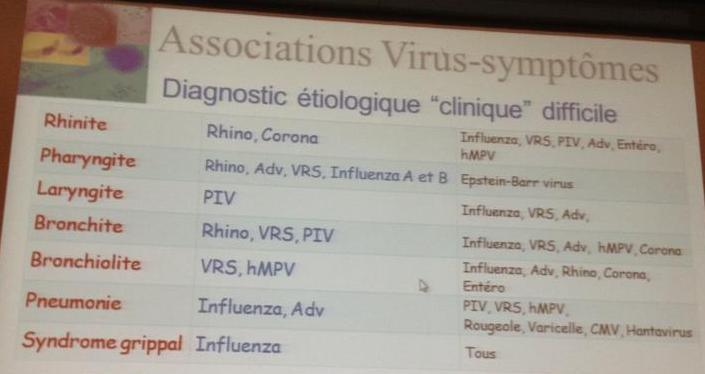 Associations Virus-symptômes
Diagnostic étiologique “clinique” difficile
Rhinite
Rhino, Corona
Influenza, VRS, PIV, Adv, Entéro,
hMPV
Pharyngite
Rhino, Adv, VRS, Influenza A et B
Epstein-Barr virus
Laryngite
PIV
Influenza, VRS, Adv,
Bronchite
Rhino, VRS, PIV
Influenza, VRS, Adv, hMPV, Corona
Bronchiolite
VRS, hMPV
Influenza, Adv, Rhino, Corona,
Entéro
Pneumonie
Influenza, Adv
PIV, VRS, hMPV,
Rougeole, Varicelle, CMV, Hantavirus
Syndrome grippal
Influenza
Tous